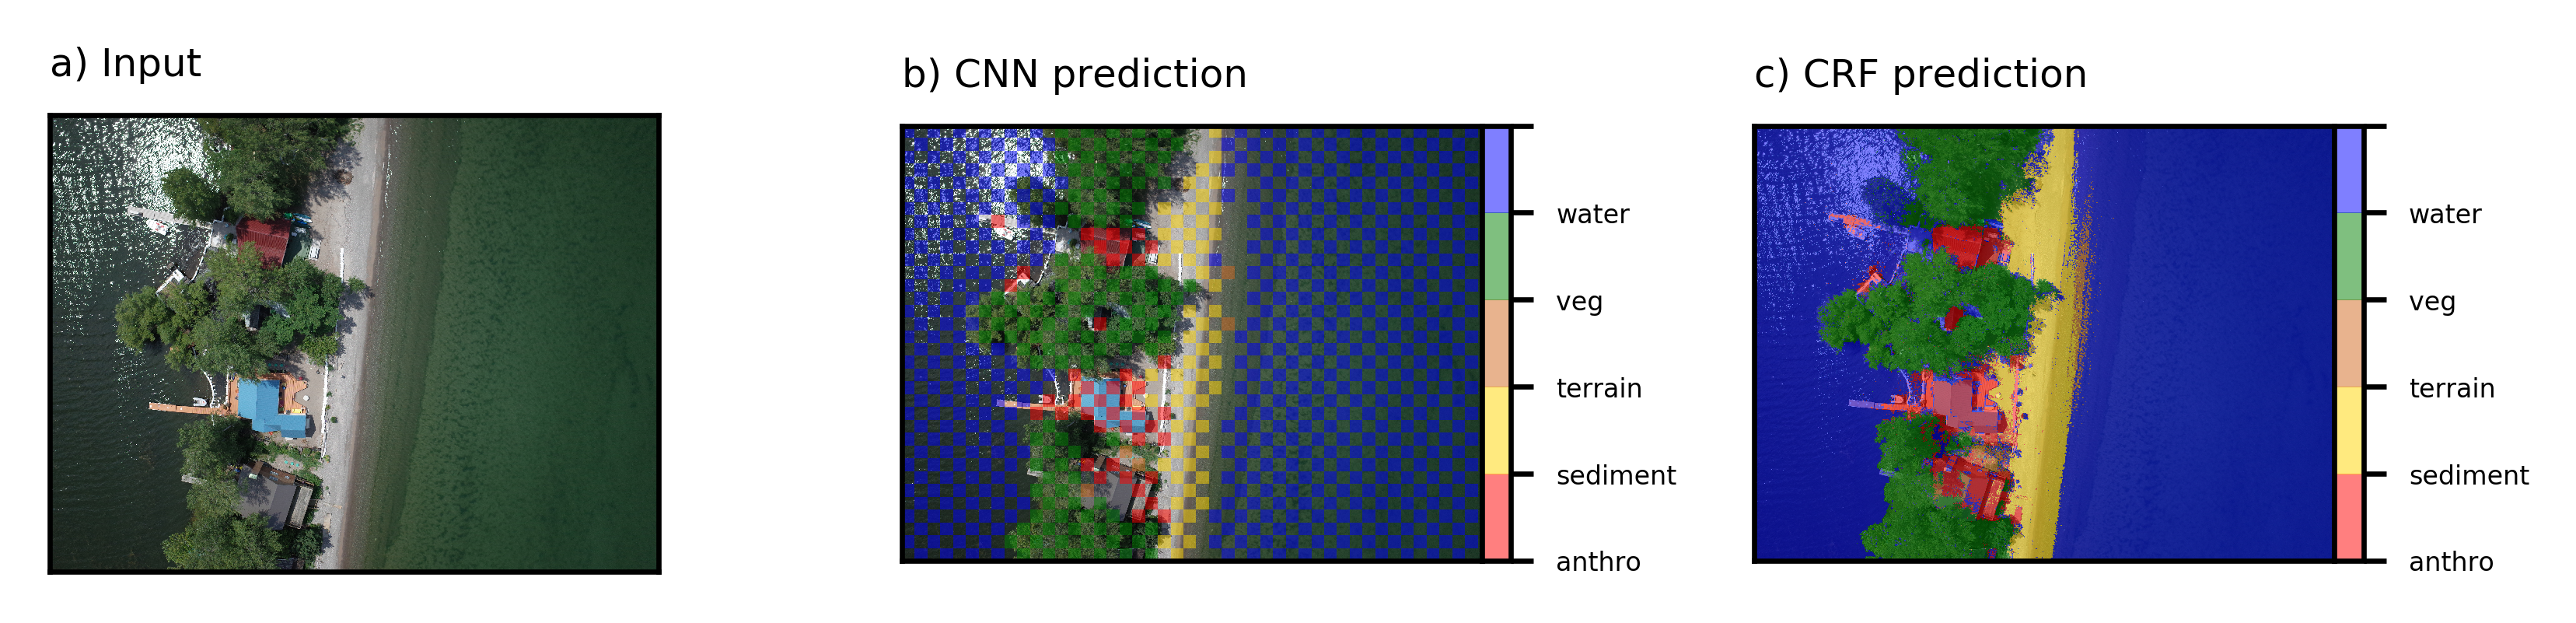 a) Input
b) CNN prediction
c) CRF prediction
water
veg
terrain
sediment
anthro
water
veg
terrain
sediment
anthro